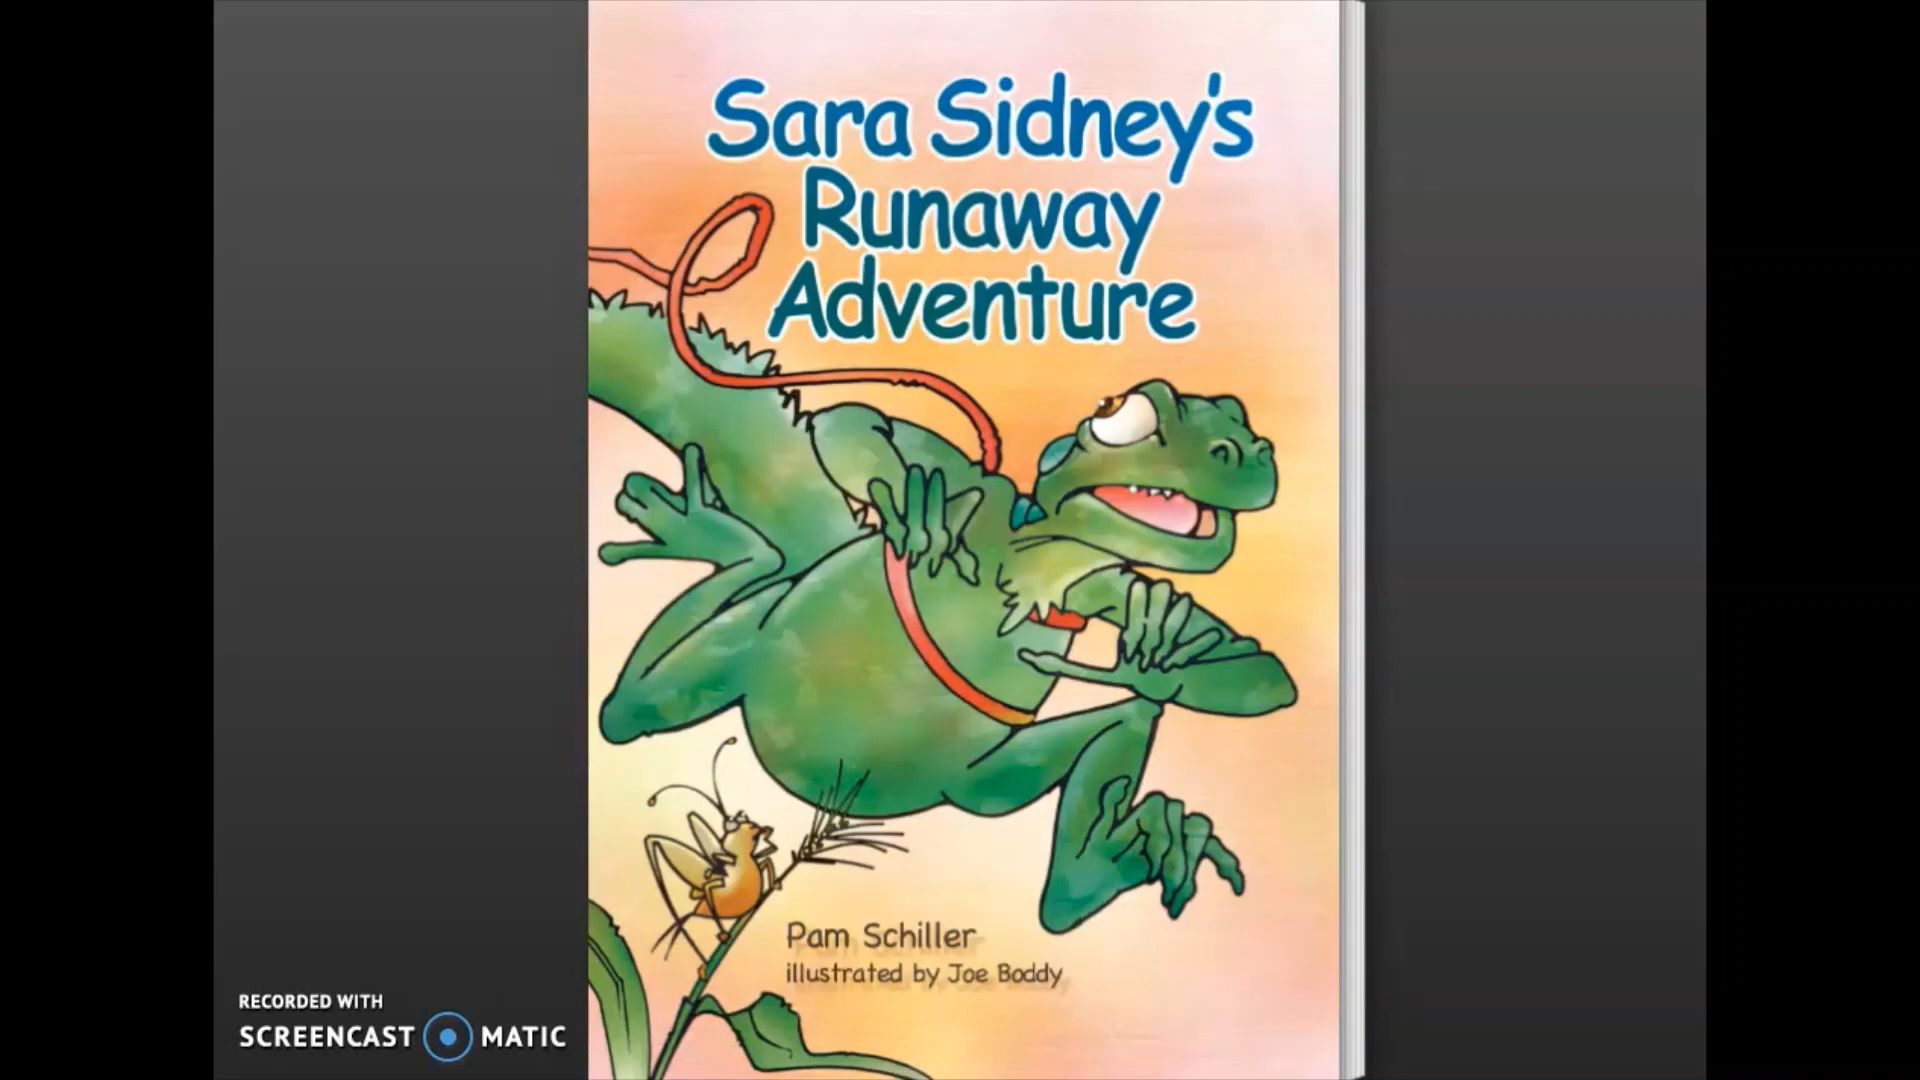 Sara Sidney's
Runaway
Adventure
Pam Schiller
illustrated by Joe Boddy
RECORDED WITH
SCREENCAST MATIC